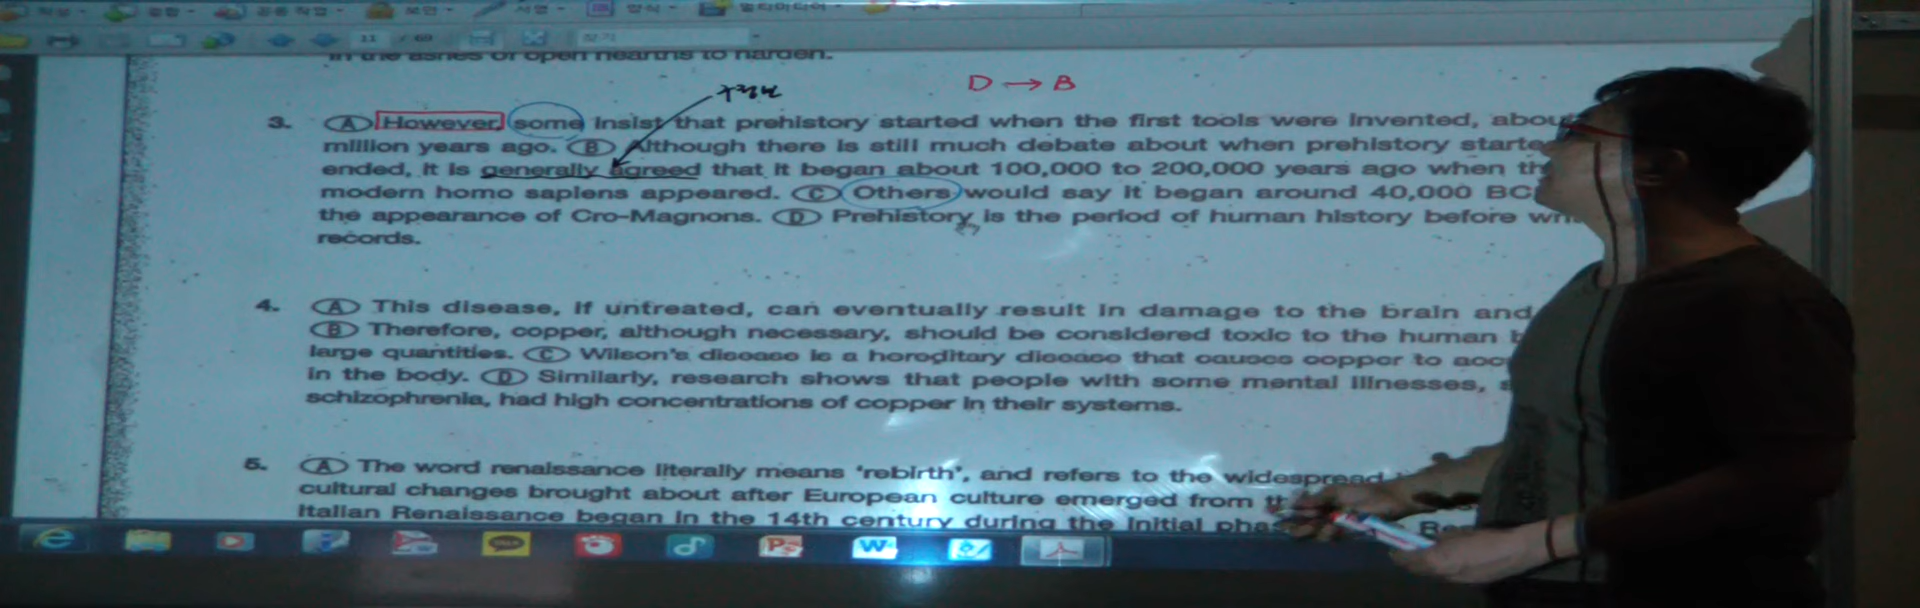 11 / 69
찾기
in the ashes of open hearths to harden.
D → B
3. Ⓐ However, some insist that prehistory started when the first tools were invented, abou
million years ago. Ⓑ Although there is still much debate about when prehistory starte
ended, it is generally agreed that it began about 100,000 to 200,000 years ago when th
modern homo sapiens appeared. Ⓒ Others would say it began around 40,000 BC
the appearance of Cro-Magnons. Ⓓ Prehistory is the period of human history before wri
records.
4. Ⓐ This disease, if untreated, can eventually result in damage to the brain and
Ⓑ Therefore, copper, although necessary, should be considered toxic to the human b
large quantities. Ⓒ Wilson's disease is a hereditary disease that causes copper to acc
in the body. Ⓓ Similarly, research shows that people with some mental illnesses, s
schizophrenia, had high concentrations of copper in their systems.
5. Ⓐ The word renaissance literally means 'rebirth', and refers to the widespread
cultural changes brought about after European culture emerged from th
Italian Renaissance began in the 14th century during the initial phas Re
TALK